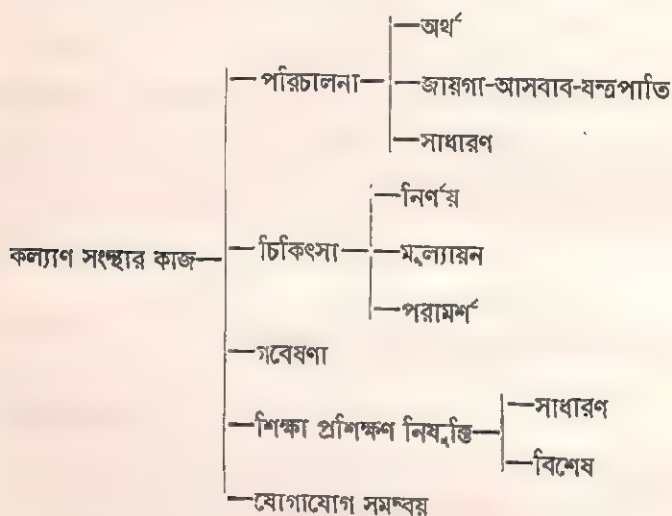 অর্থ
পরিচালনা
জায়গা-আসবাব-যন্ত্রপাতি
সাধারণ
নির্ণয়
কল্যাণ সংস্থার কাজ
চিকিৎসা
মূল্যায়ন
পরামর্শ
গবেষণা
সাধারণ
শিক্ষা প্রশিক্ষণ নিযুক্তি
বিশেষ
যোগাযোগ সমন্বয়